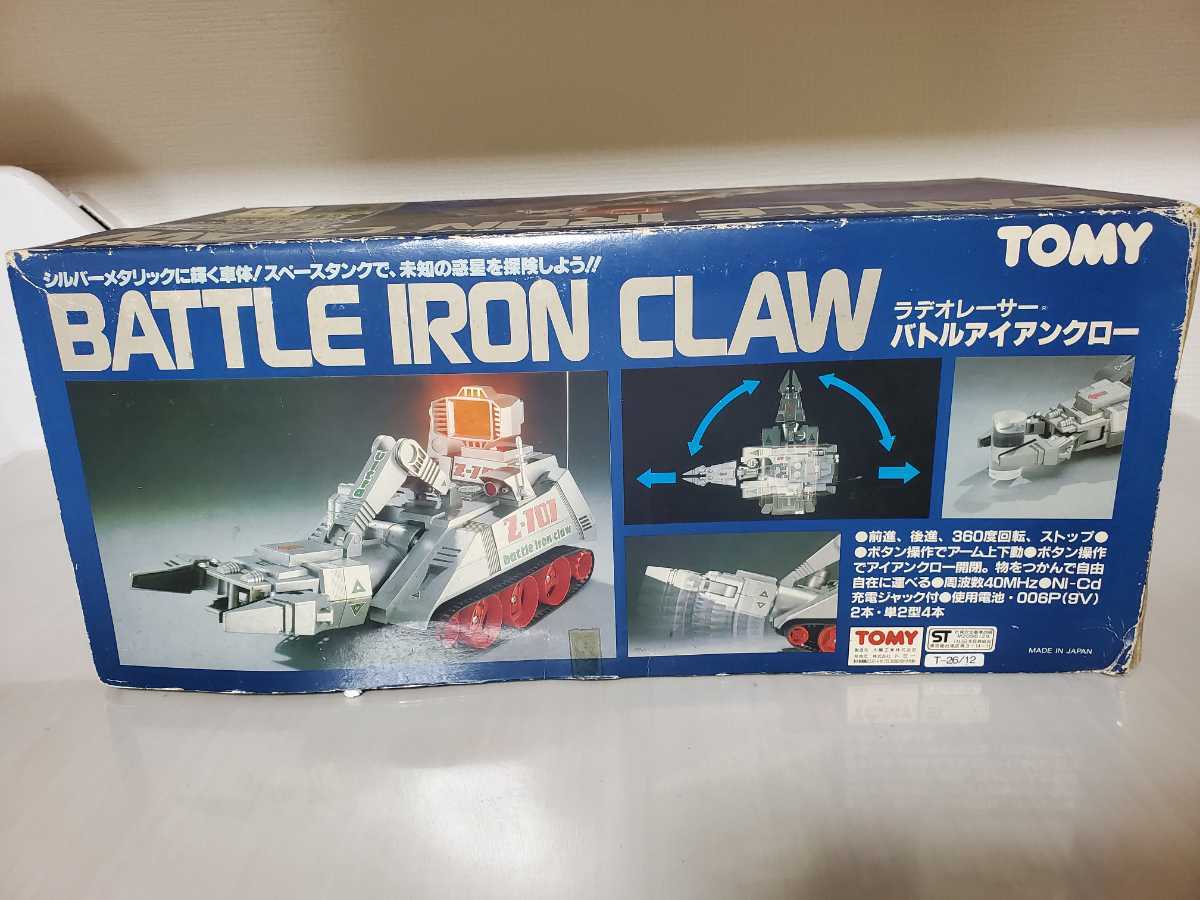 BATTLE IRON
TOMY
シルバーメタリックに輝く車体!スペースタンクで、未知の惑星を探険しよう!!
BATTLE IRON CLAW
ラデオレーサー®
バトルアイアンクロー
Z-707
battle iron claw
●前進、後進、360度回転、ストップ●
●ボタン操作でアーム上下動●ボタン操作
でアイアンクロー開閉。物をつかんで自由
自在に運べる●周波数40MHz●Ni-Cd
充電ジャック付●使用電池・006P(9V)
2本・単2型4本
TOMY
ST
T-26/12
MADE IN JAPAN